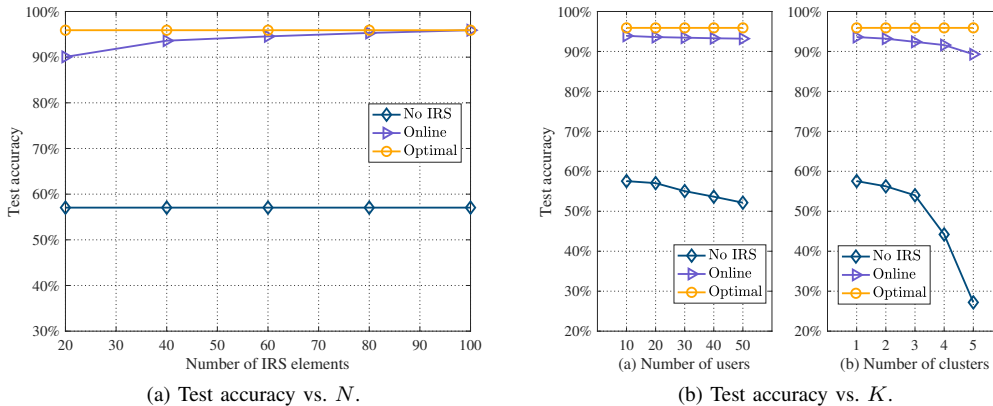 100%
90%
80%
70%
60%
50%
40%
30%
Test accuracy
No IRS
Online
Optimal
20 30 40 50 60 70 80 90 100
Number of IRS elements
(a) Test accuracy vs. N.
100%
90%
80%
70%
60%
50%
40%
30%
20%
Test accuracy
No IRS
Online
Optimal
10 20 30 40 50
(a) Number of users
100%
90%
80%
70%
60%
50%
40%
30%
20%
No IRS
Online
Optimal
1 2 3 4 5
(b) Number of clusters
(b) Test accuracy vs. K.